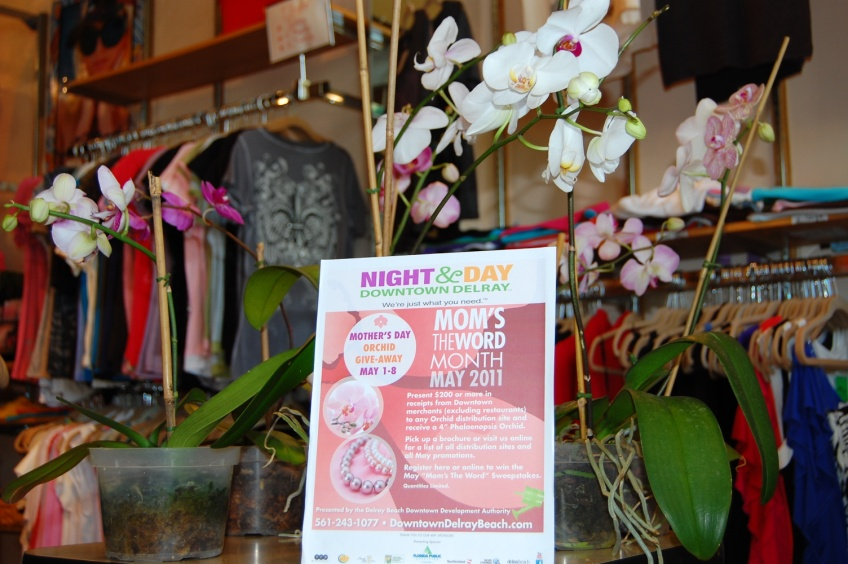 NIGHT & DAY
DOWNTOWN DELRAY.
We're just what you need.™
MOTHER'S DAY
ORCHID
GIVE-AWAY
MAY 1-8
MOM'S
THE WORD
MONTH
MAY 2011
Present $200 or more in
receipts from Downtown
merchants (excluding restaurants)
to any Orchid distribution site and
receive a 4" Phalaenopsis Orchid.
Pick up a brochure or visit us online
for a list of all distribution sites and
all May promotions.
Register here or online to win the
May "Mom's The Word" Sweepstakes.
Quantities limited.
Presented by the Delray Beach Downtown Development Authority
561-243-1077 • DowntownDelrayBeach.com
FLORIDA PUBLIC